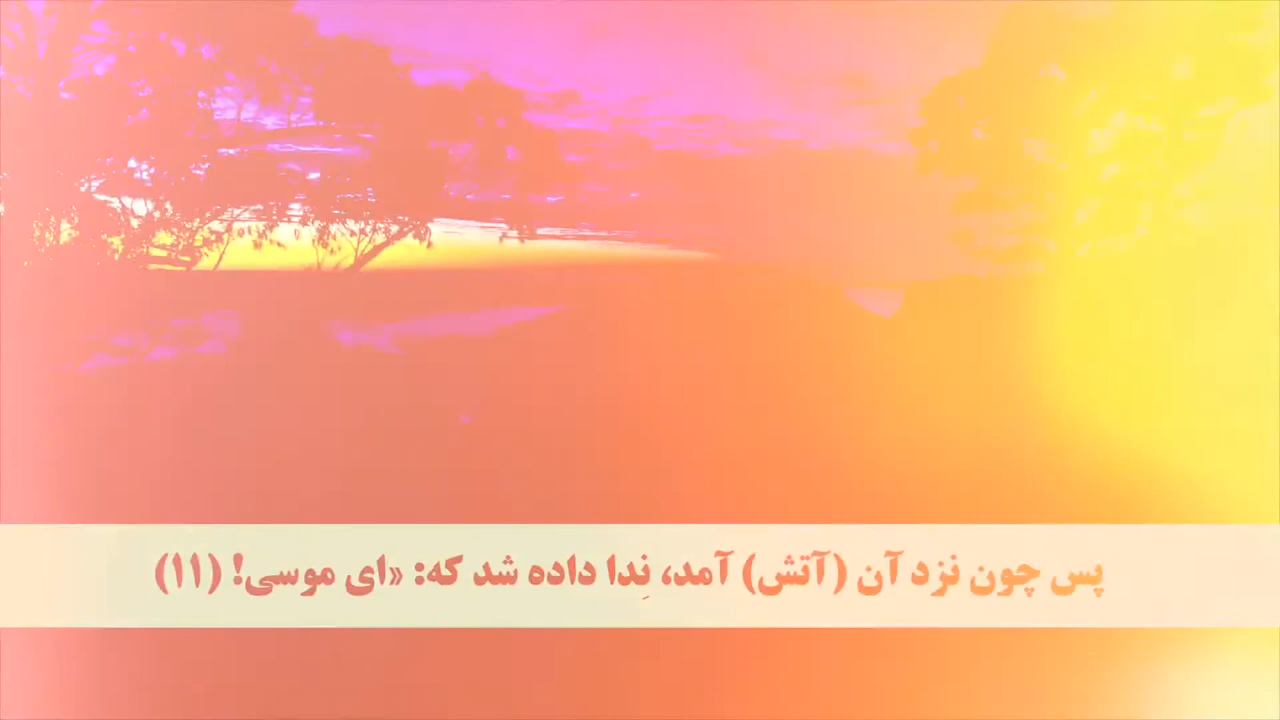 پس چون نزد آن (آتش) آمد، نِدا داده شد که: «ای موسی! (۱۱)